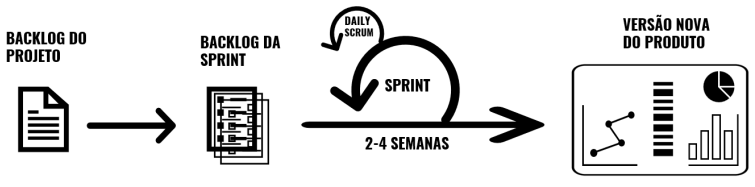 BACKLOG DO
PROJETO
BACKLOG DA
SPRINT
DAILY
SCRUM
SPRINT
2-4 SEMANAS
VERSÃO NOVA
DO PRODUTO